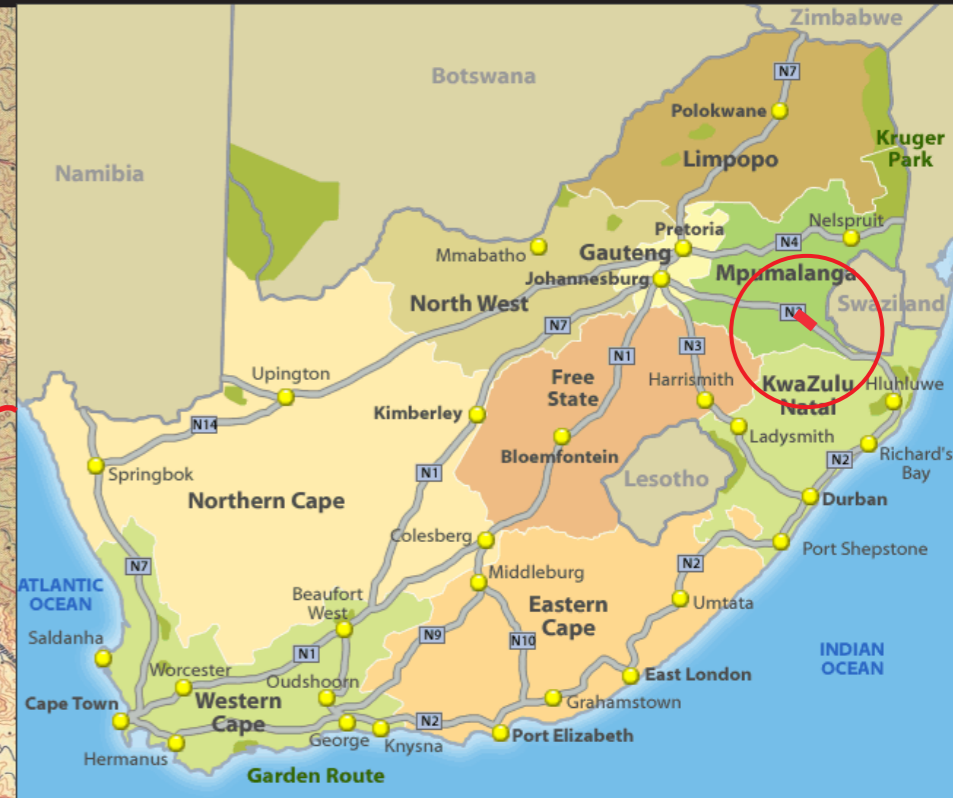 Zimbabwe
N7
Botswana
Polokwane
Kruger
Park
Limpopo
Namibia
Nelspruit
Pretoria
N4
Mmabatho
Gauteng
Mpumalanga
Johannesburg
Swaziland
North West
N7
N3
N1
Upington
Free
State
Harrismith
KwaZulu
Natal
Hluhluwe
Kimberley
N14
Ladysmith
Bloemfontein
N2
Richard's
Bay
Springbok
N1
Lesotho
Durban
Northern Cape
Colesberg
Port Shepstone
N7
N2
ATLANTIC
OCEAN
Middleburg
Beaufort
West
Eastern
Cape
Umtata
Saldanha
N9
N10
N1
INDIAN
OCEAN
Worcester
Oudshoorn
East London
Cape Town
Western
Cape
Grahamstown
N2
George
Knysna
Port Elizabeth
Hermanus
Garden Route